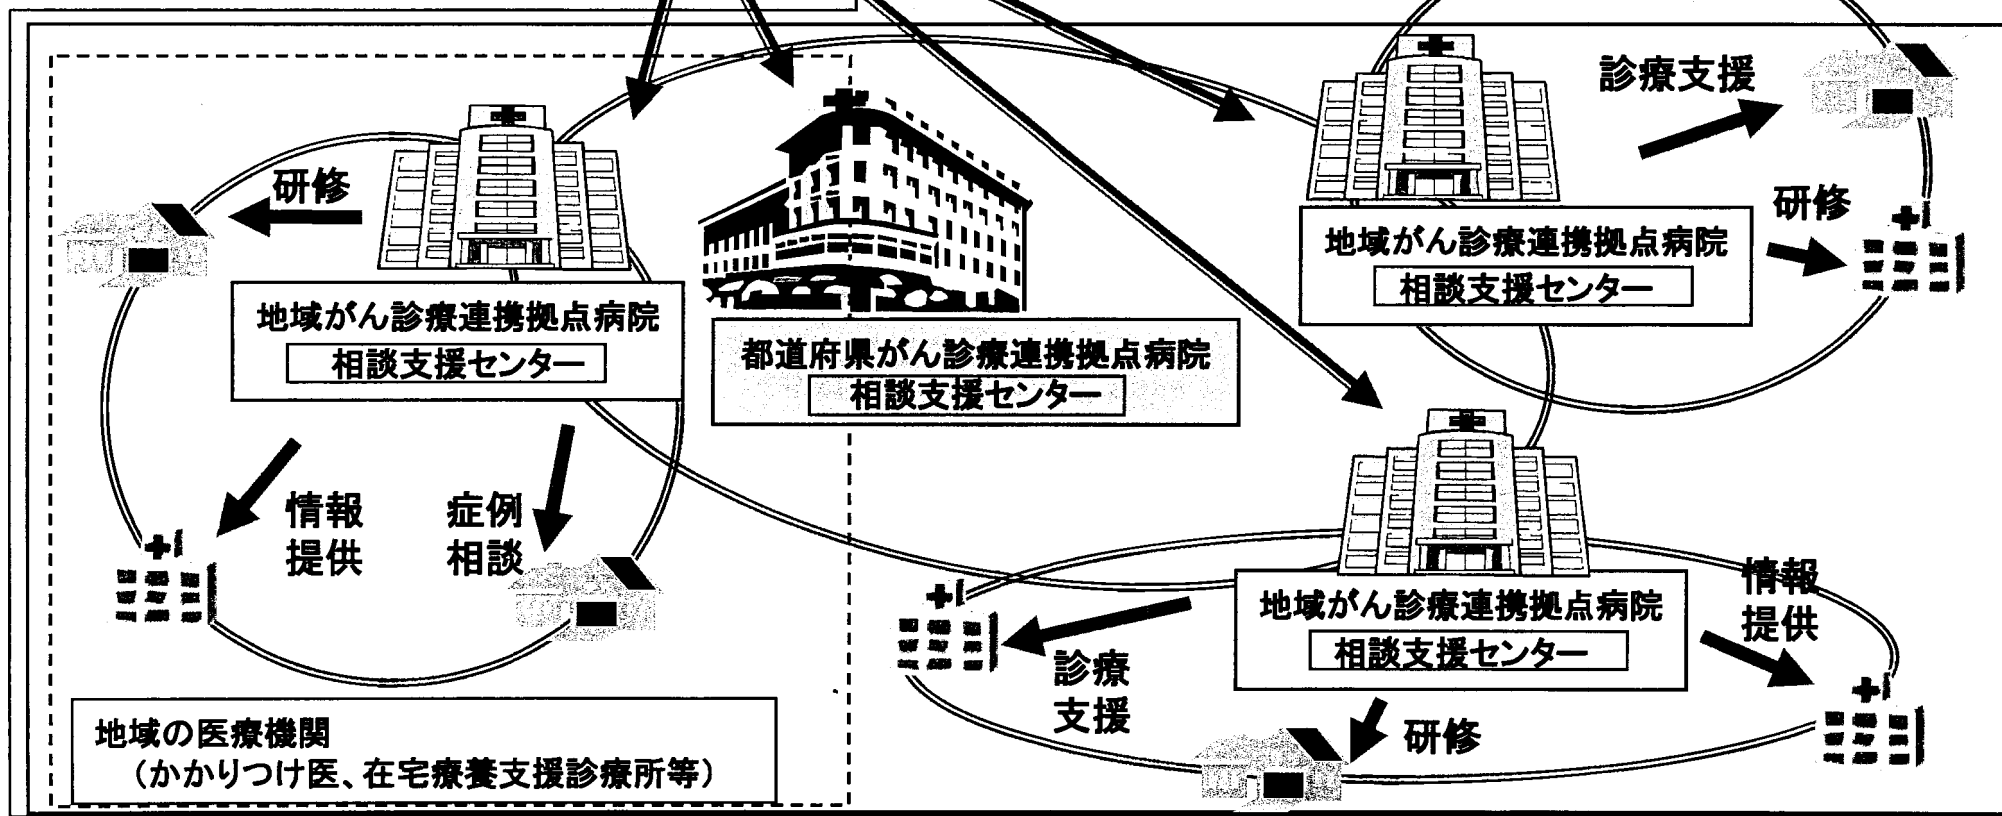 研修
地域がん診療連携拠点病院
相談支援センター
情報
提供
症例
相談
地域の医療機関
(かかりつけ医、在宅療養支援診療所等)
都道府県がん診療連携拠点病院
相談支援センター
診療支援
研修
地域がん診療連携拠点病院
相談支援センター
地域がん診療連携拠点病院
相談支援センター
診療
支援
研修
情報
提供